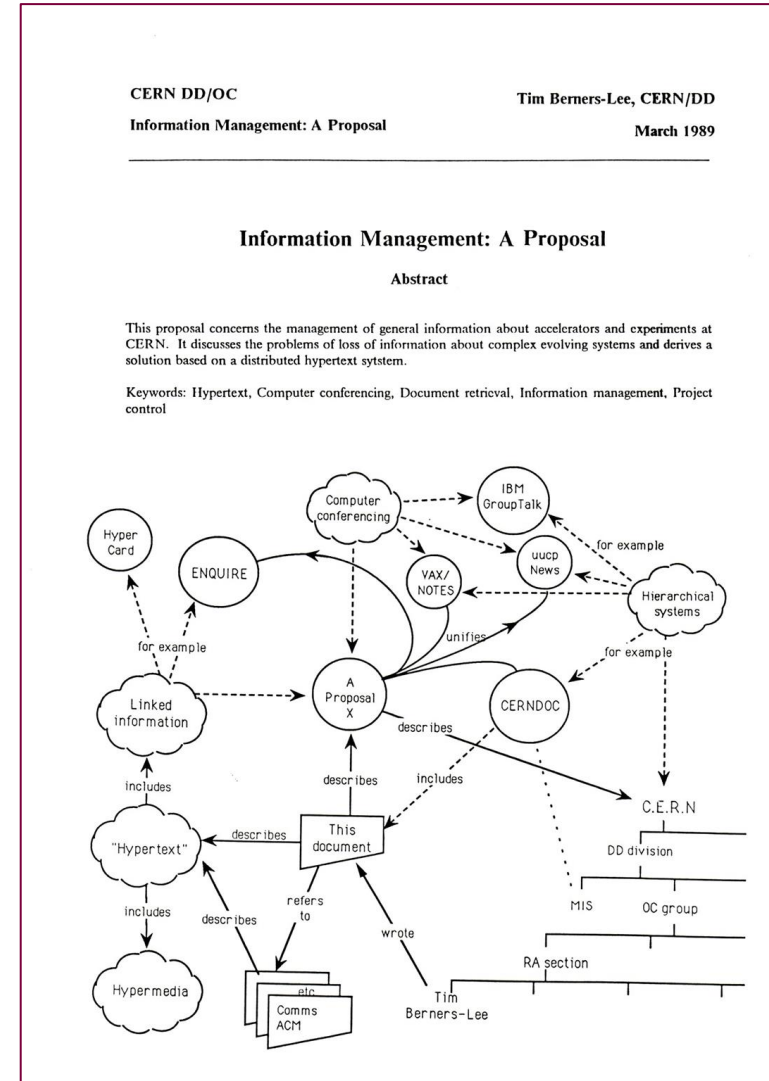 CERN DD/OC
Tim Berners-Lee, CERN/DD
Information Management: A Proposal
March 1989
Information Management: A Proposal
Abstract
This proposal concerns the management of general information about accelerators and experiments at
CERN. It discusses the problems of loss of information about complex evolving systems and derives a
solution based on a distributed hypertext sytstem.
Keywords: Hypertext, Computer conferencing, Document retrieval, Information management, Project
control
Computer
conferencing
IBM
GroupTalk
Hyper
Card
ENQUIRE
VAX/
NOTES
uucp
News
for example
Hierarchical
systems
unifies
for example
for example
Linked
information
A
Proposal
X
CERNDOC
describes
includes
describes
includes
C.E.R.N
"Hypertext"
describes
This
document
DD division
includes
describes
refers
to
MIS
OC group
wrote
RA section
Hypermedia
etc
Comms
ACM
Tim
Berners-Lee